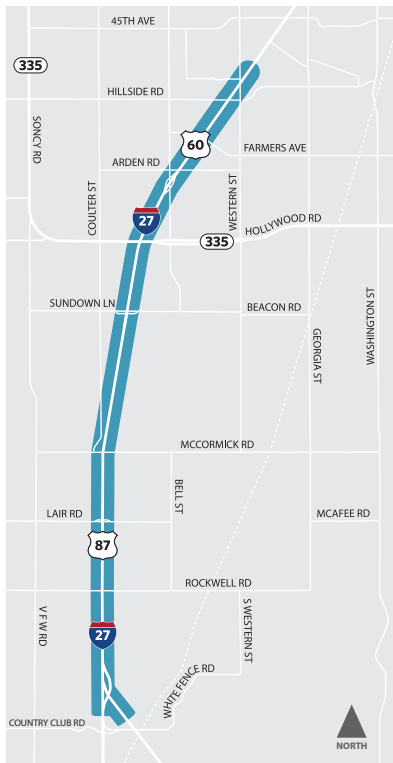 45TH AVE
335
HILLSIDE RD
SONCY RD
60
FARMERS AVE
ARDEN RD
COULTER ST
WESTERN ST
27
HOLLYWOOD RD
335
SUNDOWN LN
BEACON RD
WASHINGTON ST
GEORGIA ST
MCCORMICK RD
BELL ST
LAIR RD
MCAFEE RD
87
ROCKWELL RD
V F W RD
27
S WESTERN ST
WHITE FENCE RD
COUNTRY CLUB RD
NORTH